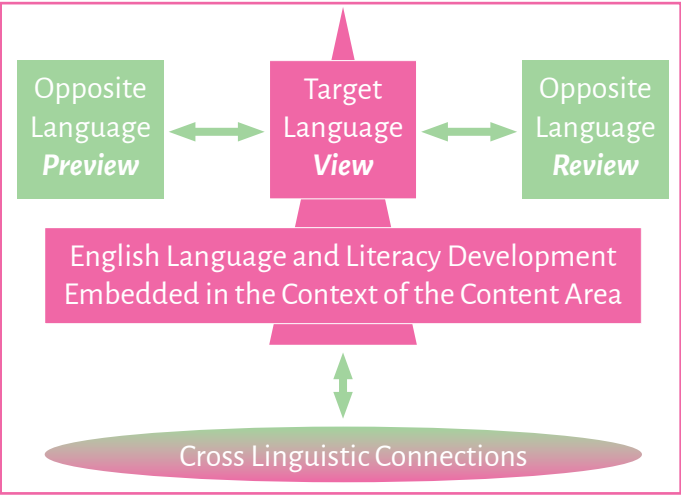 Opposite
Language
Preview
Target
Language
View
Opposite
Language
Review
English Language and Literacy Development
Embedded in the Context of the Content Area
Cross Linguistic Connections